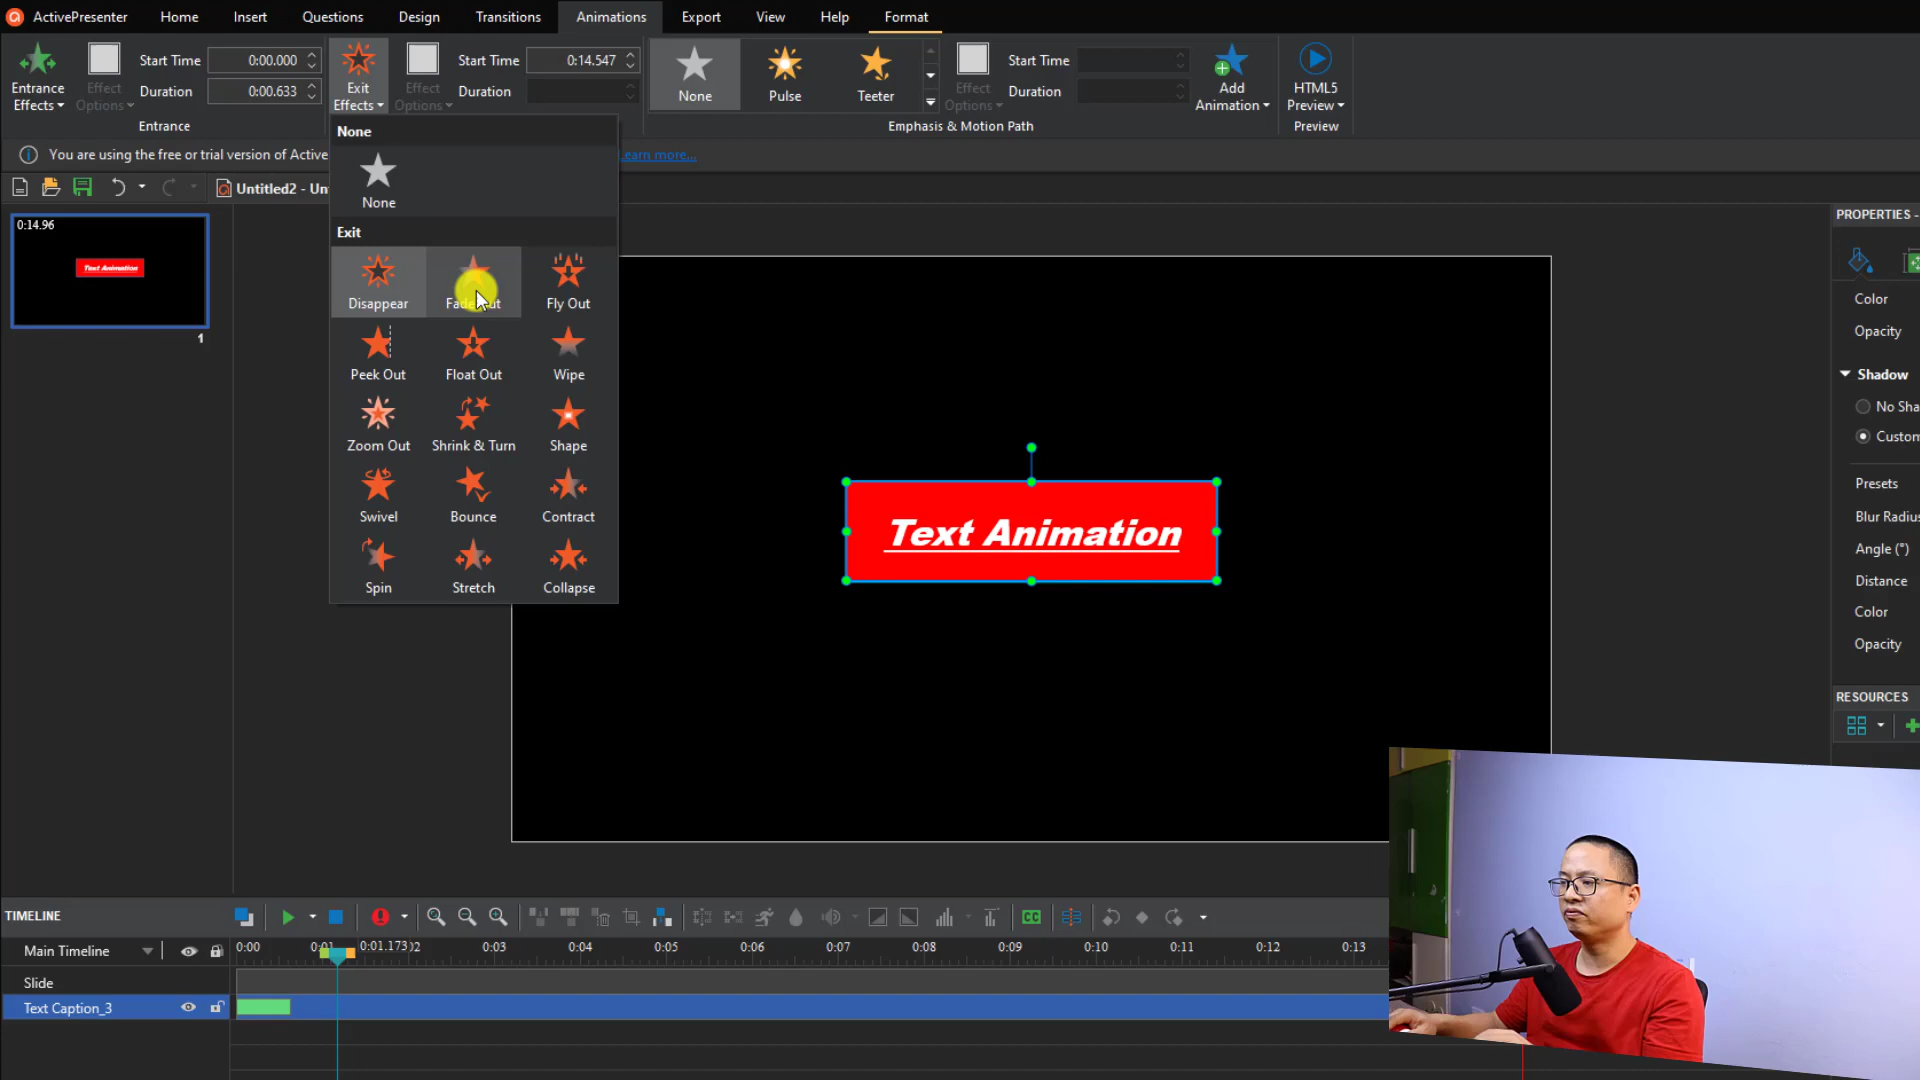 ActivePresenter Home Insert Questions Design Transitions Animations Export View Help Format
Entrance Effects
Effect Options
Start Time 0:00.000
Duration 0:00.633
Entrance
Exit Effects
Effect Options
Start Time 0:14.547
Duration
None
Pulse
Teeter
Effect Options
Start Time
Duration
Emphasis & Motion Path
Add Animation
HTML5 Preview
Preview
You are using the free or trial version of Active
Learn more...
Untitled2 - Un
None
None
Exit
Disappear
Fly Out
Peek Out Float Out Wipe
Zoom Out Shrink & Turn Shape
Swivel Bounce Contract
Spin Stretch Collapse
0:14.96
Text Animation
1
Text Animation
PROPERTIES -
Color
Opacity
Shadow
No Sha
Custom
Presets
Blur Radius
Angle (°)
Distance
Color
Opacity
RESOURCES
TIMELINE
CC
Main Timeline
0:00 0:01 0:01.173 0:03 0:04 0:05 0:06 0:07 0:08 0:09 0:10 0:11 0:12 0:13
Slide
Text Caption_3